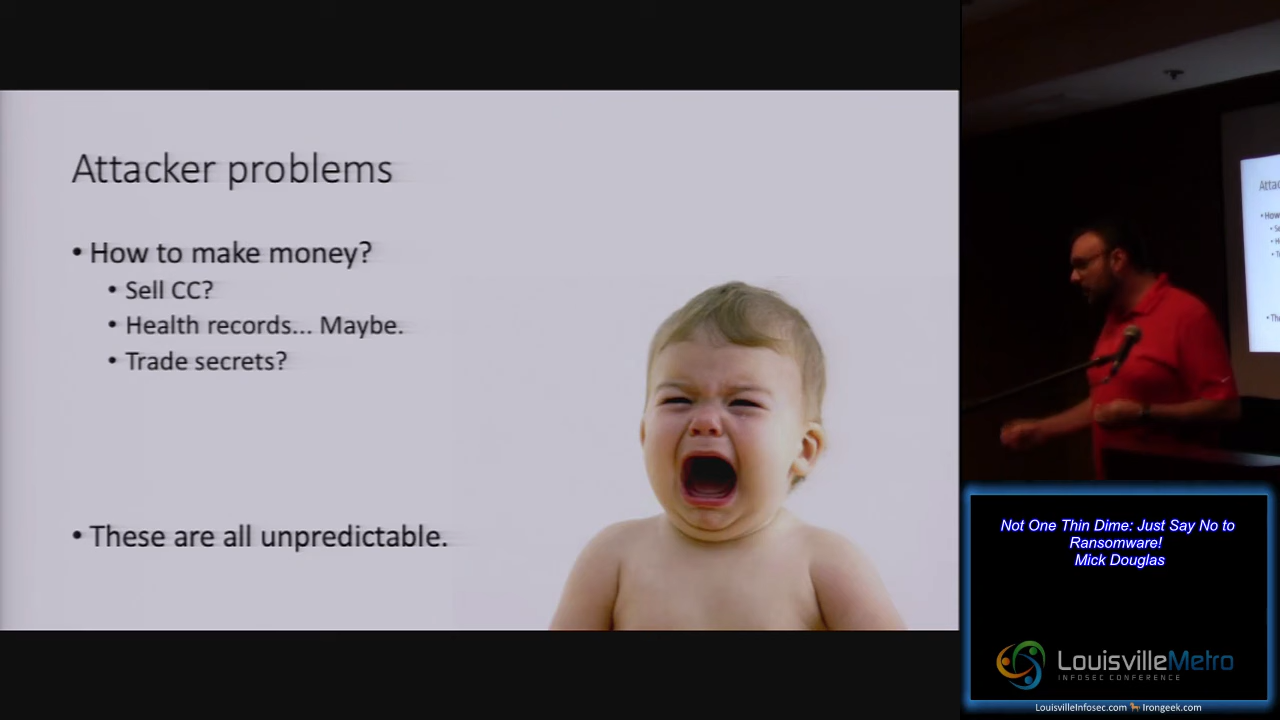 Attacker problems
• How to make money?
• Sell CC?
• Health records... Maybe.
• Trade secrets?
• These are all unpredictable.
Not One Thin Dime: Just Say No to
Ransomware!
Mick Douglas
LouisvilleMetro
INFOSEC CONFERENCE
LouisvilleInfosec.com Irongeek.com